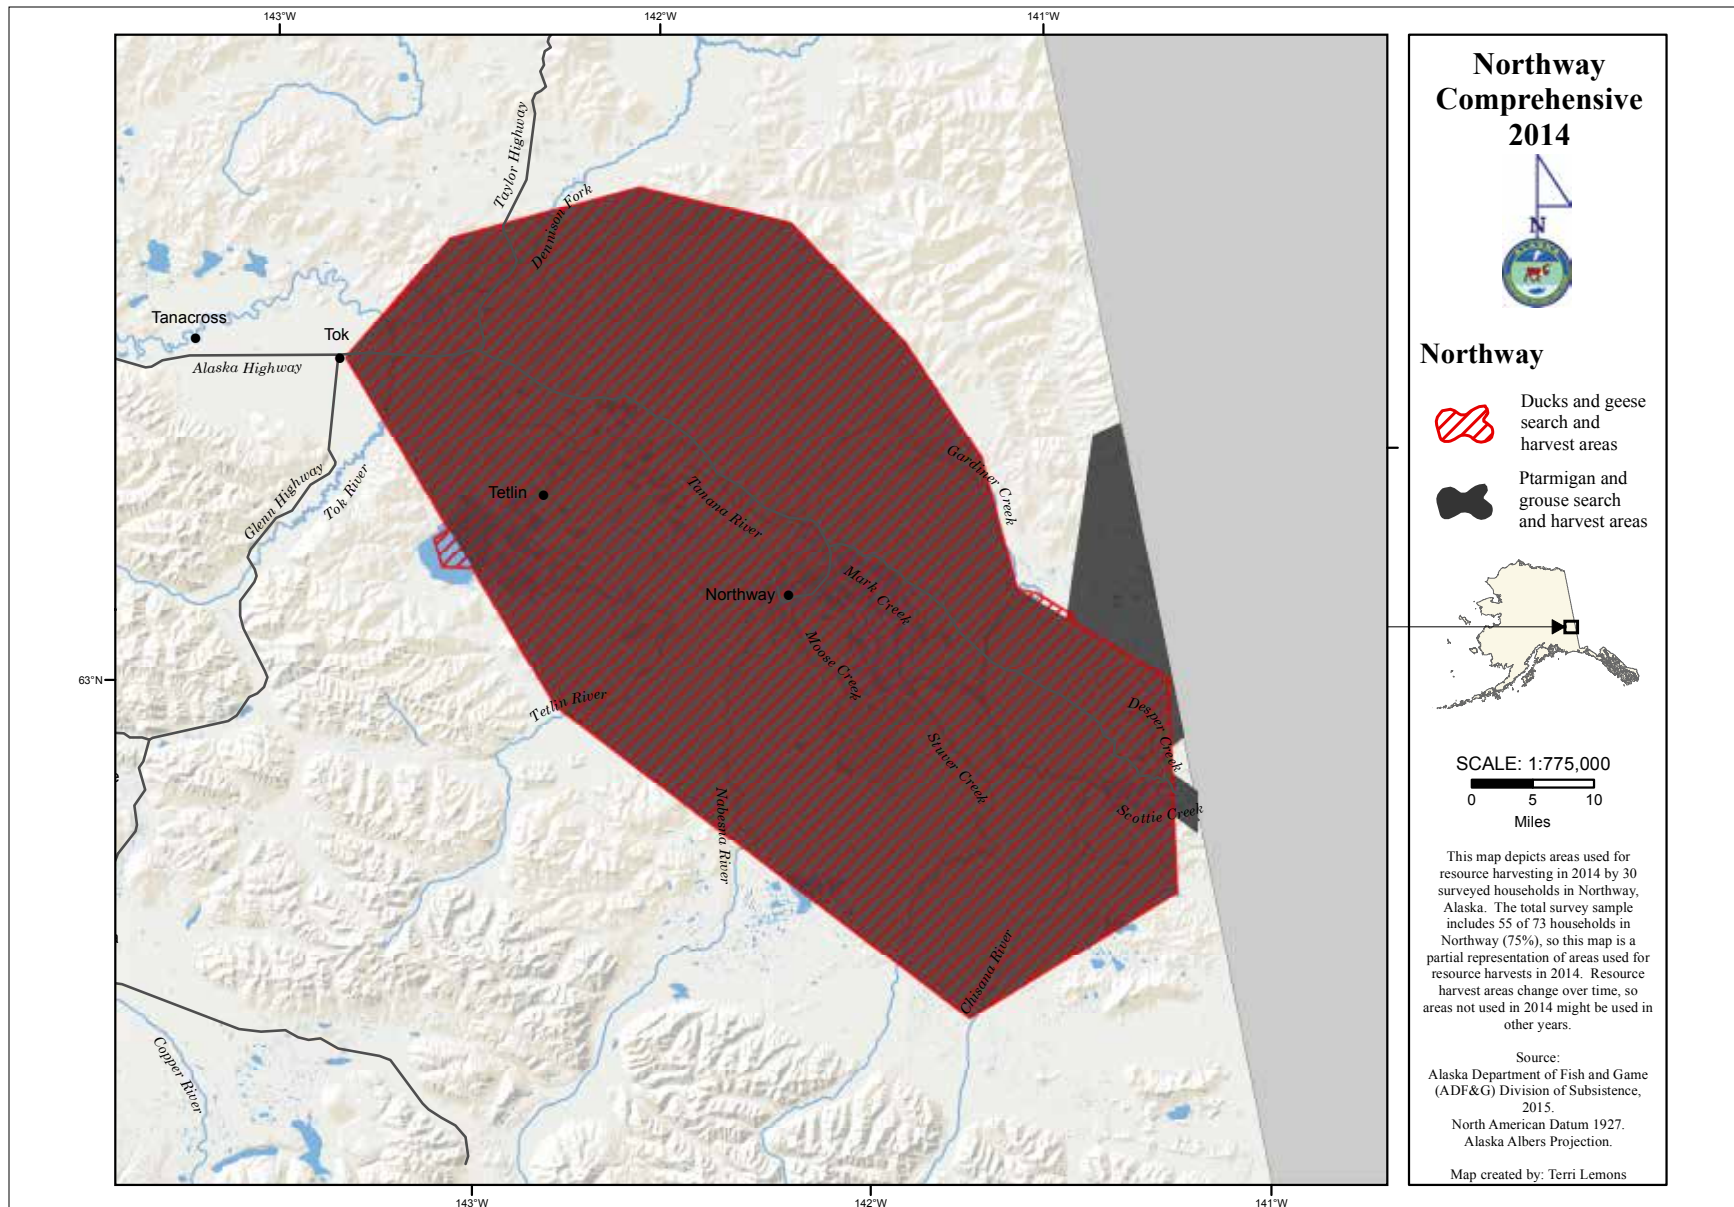 143°W
142°W
141°W
Northway
Comprehensive
2014
N
ALASKA
Taylor Highway
Dennison Fork
Tanacross
Tok
Alaska Highway
Glenn Highway
Tok River
Gardiner Creek
Tetlin
Tanana River
Northway
Mark Creek
Moose Creek
63°N
Tetlin River
Desper Creek
Stuver Creek
Scottie Creek
Nabesna River
Chisana River
Copper River
e
143°W
142°W
141°W
Northway
Ducks and geese
search and
harvest areas
Ptarmigan and
grouse search
and harvest areas
SCALE: 1:775,000
0 5 10
Miles
This map depicts areas used for
resource harvesting in 2014 by 30
surveyed households in Northway,
Alaska. The total survey sample
includes 55 of 73 households in
Northway (75%), so this map is a
partial representation of areas used for
resource harvests in 2014. Resource
harvest areas change over time, so
areas not used in 2014 might be used in
other years.
Source:
Alaska Department of Fish and Game
(ADF&G) Division of Subsistence,
2015.
North American Datum 1927.
Alaska Albers Projection.
Map created by: Terri Lemons